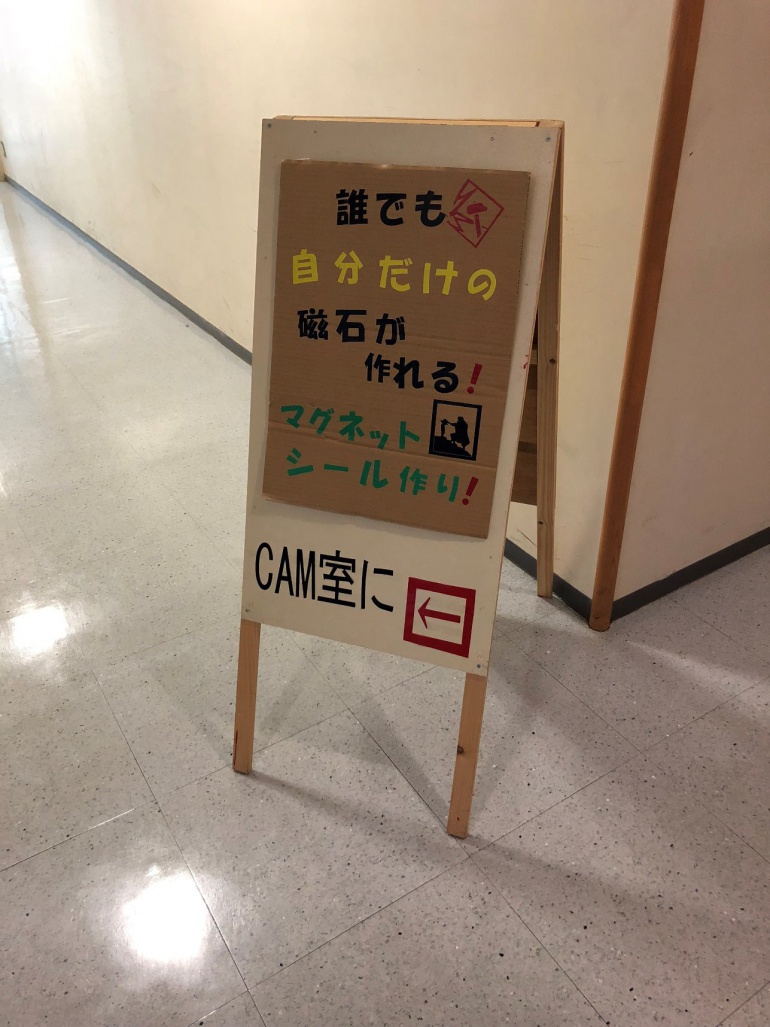 誰でも
自分だけの
磁石が
作れる!
マグネット
シール作り!
CAM室に
←